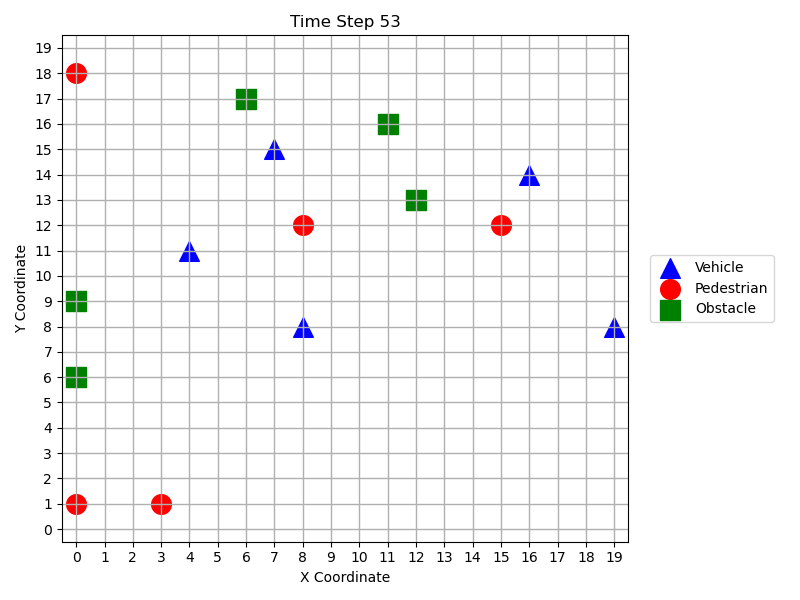 Time Step 53
19
18
17
16
15
14
13
12
11
10
9
8
7
6
5
4
3
2
1
0
Y Coordinate
0 1 2 3 4 5 6 7 8 9 10 11 12 13 14 15 16 17 18 19
X Coordinate
Vehicle
Pedestrian
Obstacle